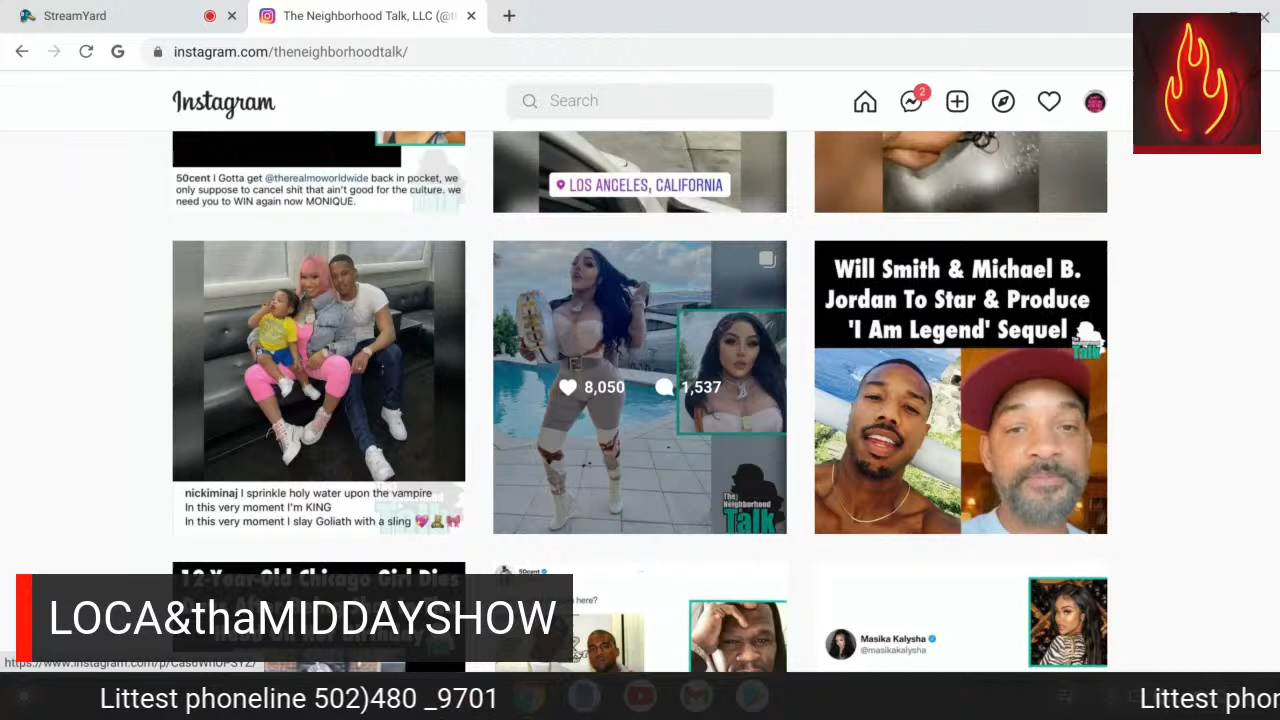 StreamYard
The Neighborhood Talk, LLC (@t
instagram.com/theneighborhoodtalk/
Instagram
Search
2
50cent I Gotta get @therealmoworldwide back in pocket, we
only suppose to cancel shit that ain't good for the culture. we
need you to WIN again now MONIQUE.
LOS ANGELES, CALIFORNIA
8,050
1,537
The
Neighborhood
Talk
Will Smith & Michael B.
Jordan To Star & Produce
'I Am Legend' Sequel
Talk
nickiminaj I sprinkle holy water upon the vampire
In this very moment I'm KING
In this very moment I slay Goliath with a sling 💖🧸🎀
12-Year-Old Chicago Girl Dies
50cent
here?
Masika Kalysha
@masikakalysha
LOCA&thaMIDDAYSHOW
Littest phoneline 502)480 _9701
Littest phor